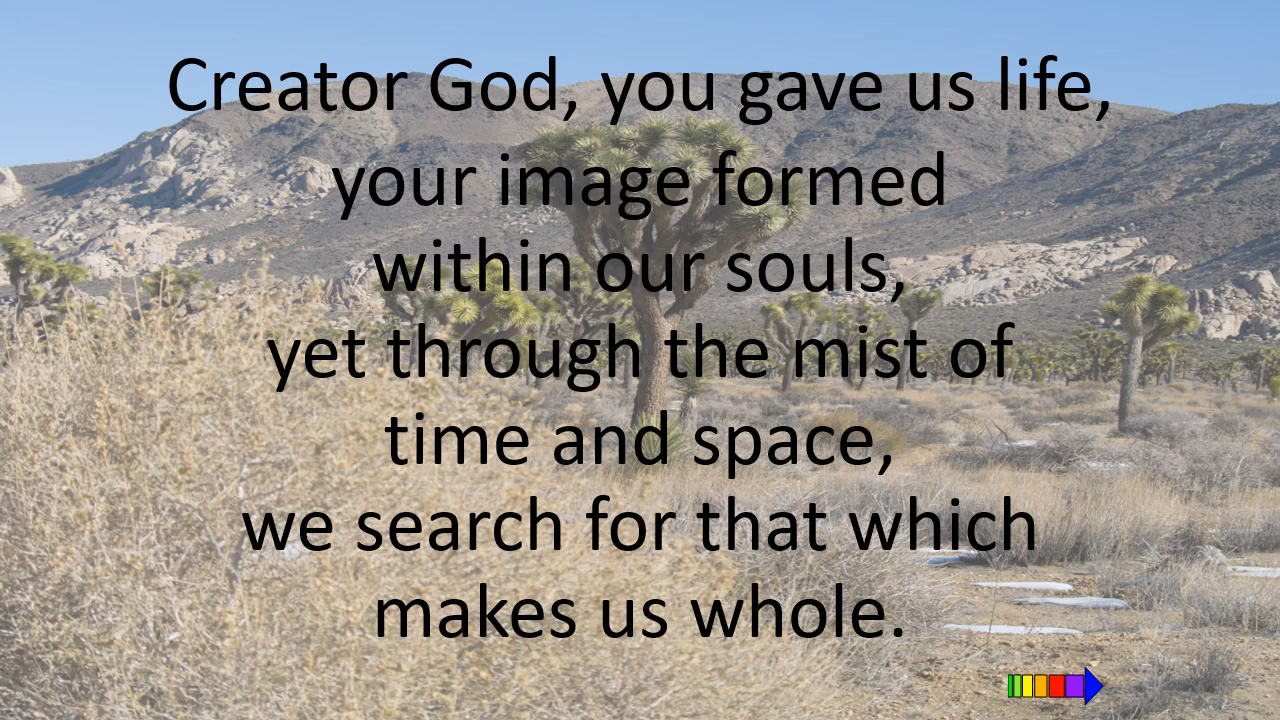 Creator God, you gave us life,
your image formed
within our souls,
yet through the mist of
time and space,
we search for that which
makes us whole.